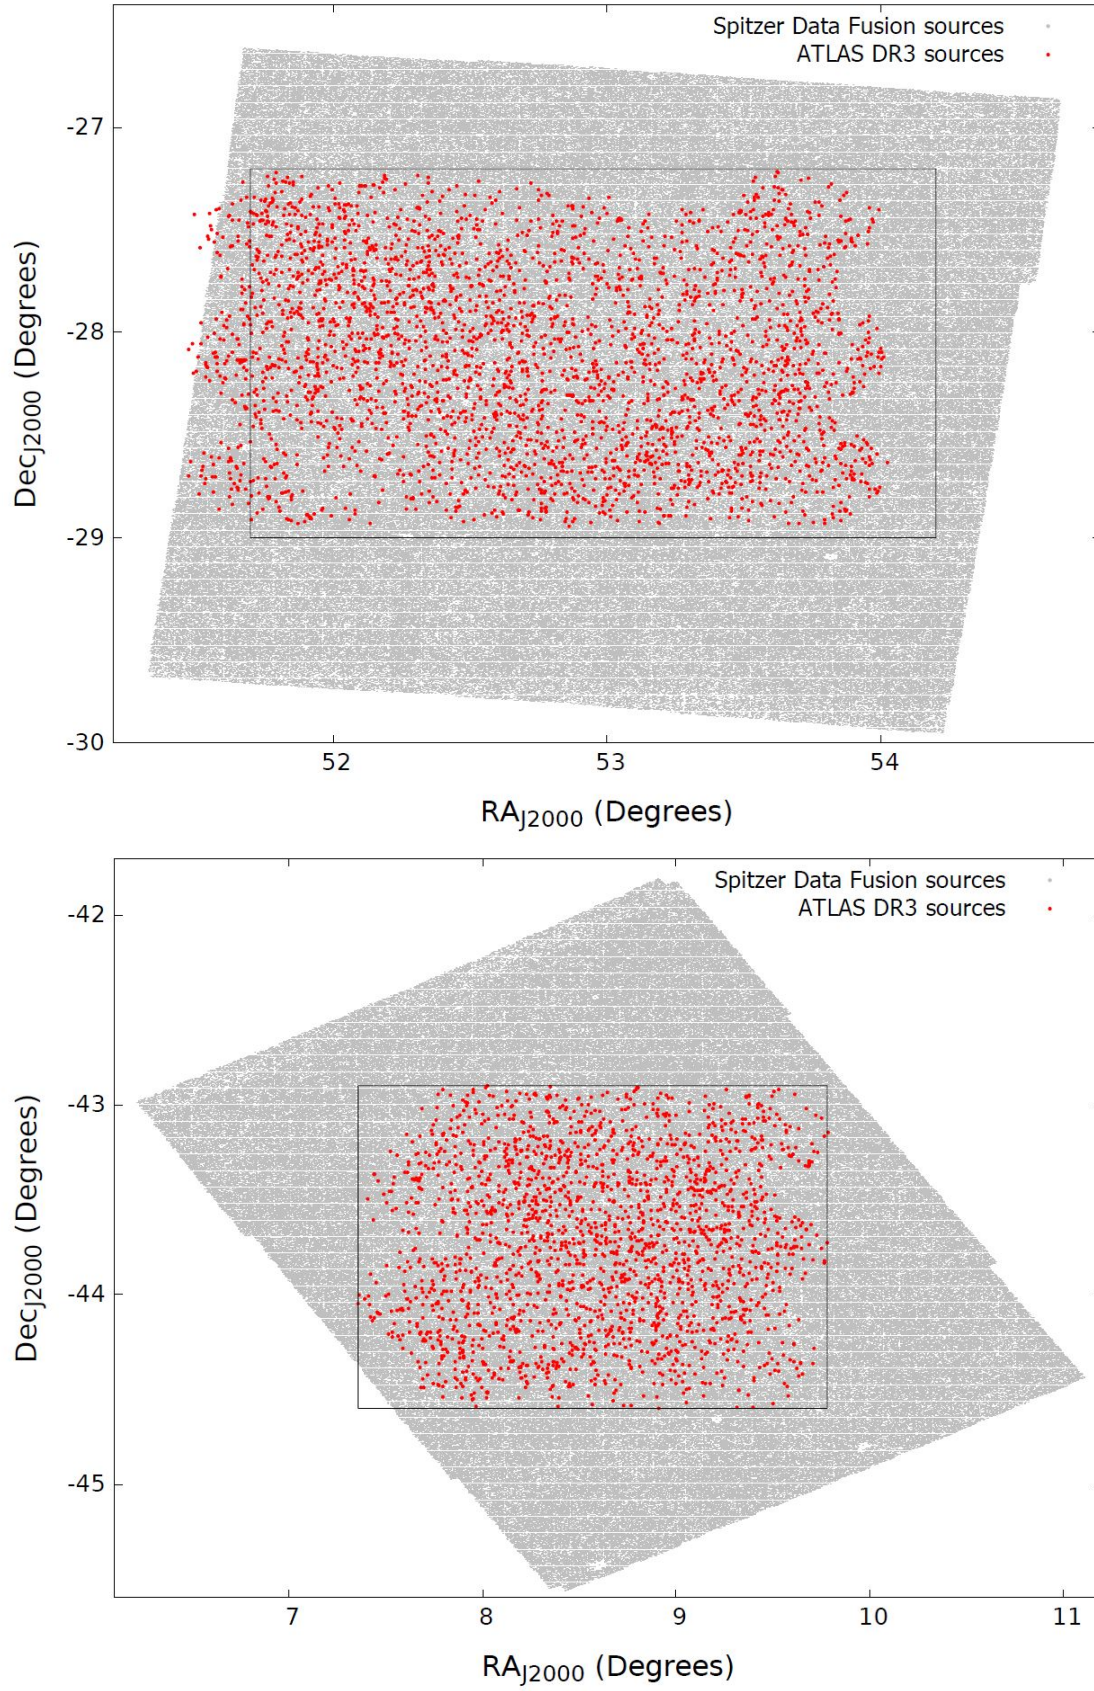 Spitzer Data Fusion sources
ATLAS DR3 sources
-27
-28
-29
-30
DecJ2000 (Degrees)
52
53
54
RAJ2000 (Degrees)
Spitzer Data Fusion sources
ATLAS DR3 sources
-42
-43
-44
-45
DecJ2000 (Degrees)
7
8
9
10
11
RAJ2000 (Degrees)